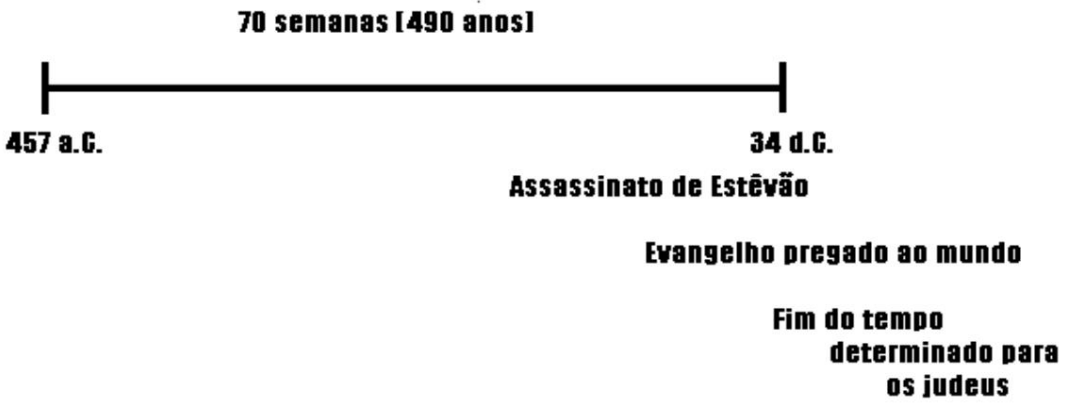 70 semanas [490 anos]
457 a.C.
34 d.C.
Assassinato de Estêvão
Evangelho pregado ao mundo
Fim do tempo
determinado para
os judeus